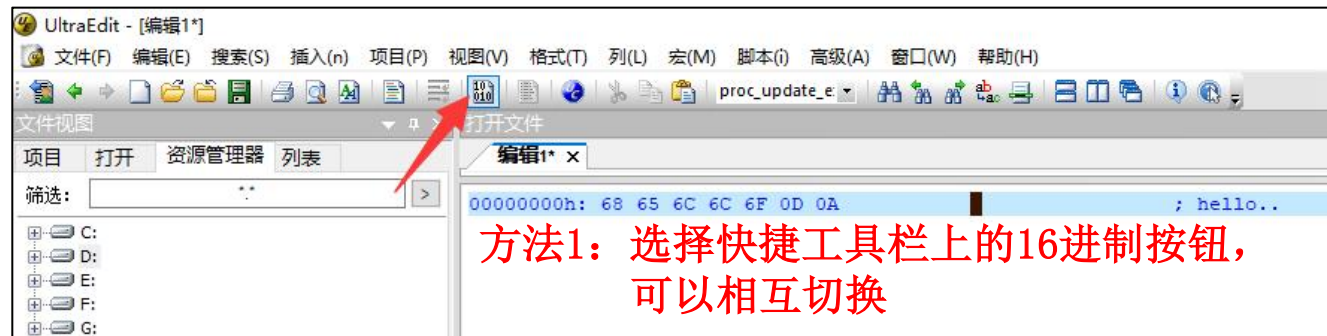 UltraEdit - [编辑1*]
文件(F) 编辑(E) 搜索(S) 插入(n) 项目(P) 视图(V) 格式(T) 列(L) 宏(M) 脚本(i) 高级(A) 窗口(W) 帮助(H)
proc_update_e:
文件视图 打开文件
项目 打开 资源管理器 列表 编辑1* ×
筛选: *.* >
00000000h: 68 65 6C 6C 6F 0D 0A ; hello..
方法1：选择快捷工具栏上的16进制按钮，
可以相互切换
C:
D:
E:
F:
G: